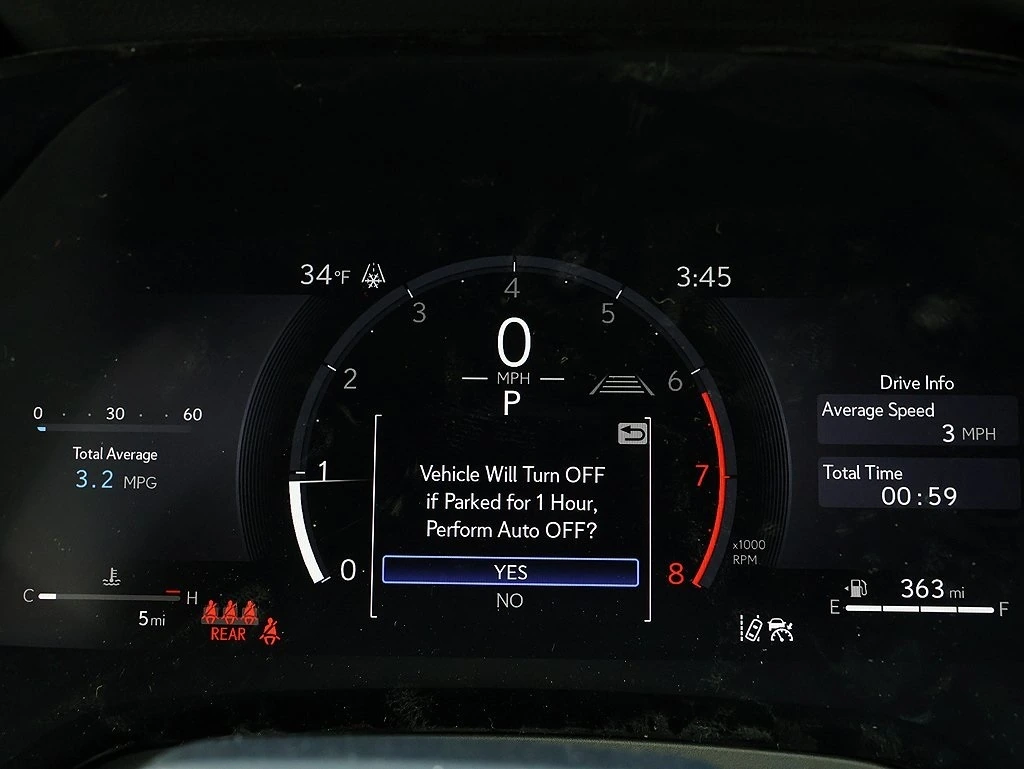 34°F
3:45
4
3
5
0
MPH
2
6
P
Drive Info
Average Speed
3 MPH
0 30 60
Total Average
3.2 MPG
1
7
Vehicle Will Turn OFF
if Parked for 1 Hour,
Perform Auto OFF?
Total Time
00:59
x1000
RPM
0
YES
8
NO
C H
5 mi
REAR
363 mi
E F